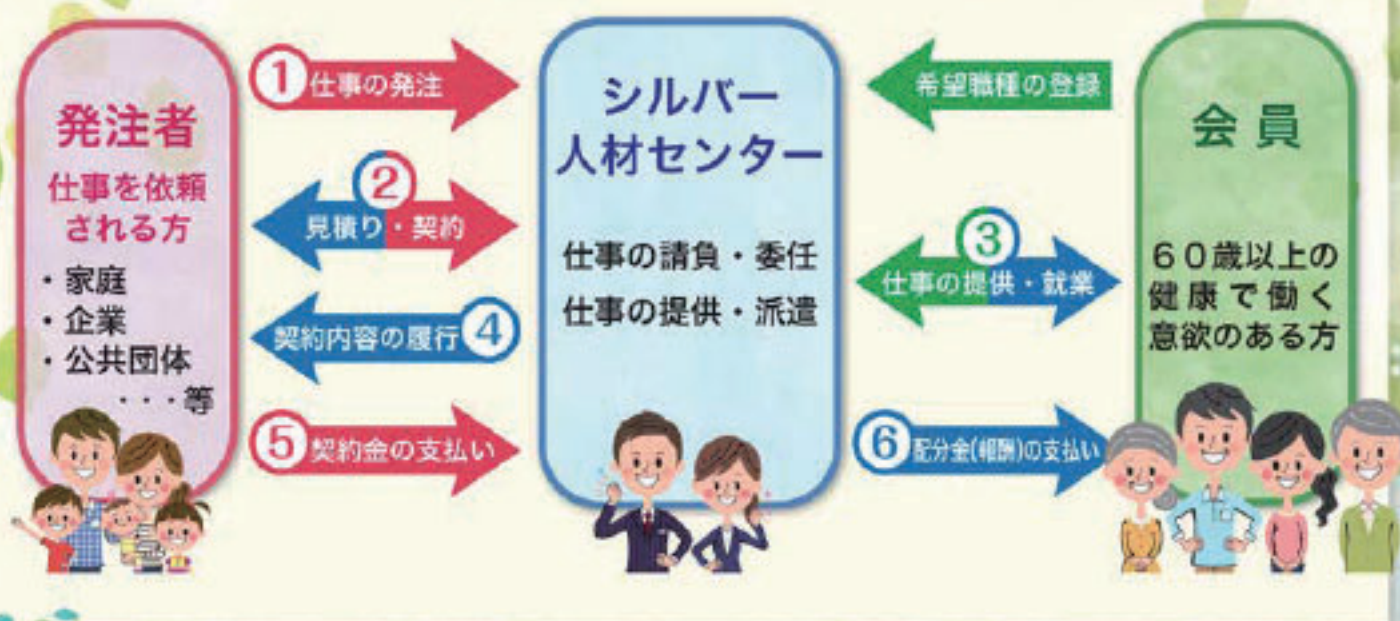 発注者
仕事を依頼
される方
・家庭
・企業
・公共団体
・・・等
①仕事の発注
②
見積り・契約
契約内容の履行④
⑤契約金の支払い
シルバー
人材センター
仕事の請負・委任
仕事の提供・派遣
希望職種の登録
③
仕事の提供・就業
⑥配分金(報酬)の支払い
会員
60歳以上の
健康で働く
意欲のある方